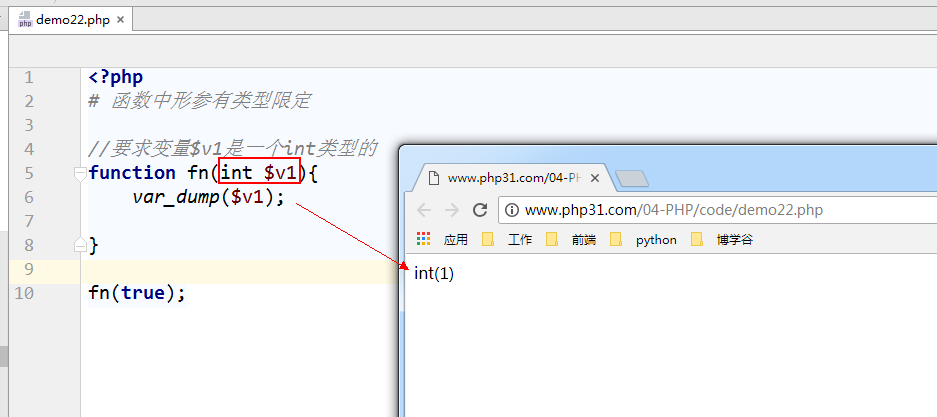 php demo22.php ×
1 <?php
2 # 函数中形参有类型限定
3
4 //要求变量$v1是一个int类型的
5 function fn(int $v1){
6 var_dump($v1);
7
8 }
9
10 fn(true);
www.php31.com/04-PH ×
www.php31.com/04-PHP/code/demo22.php
应用 工作 前端 python 博学谷
int(1)